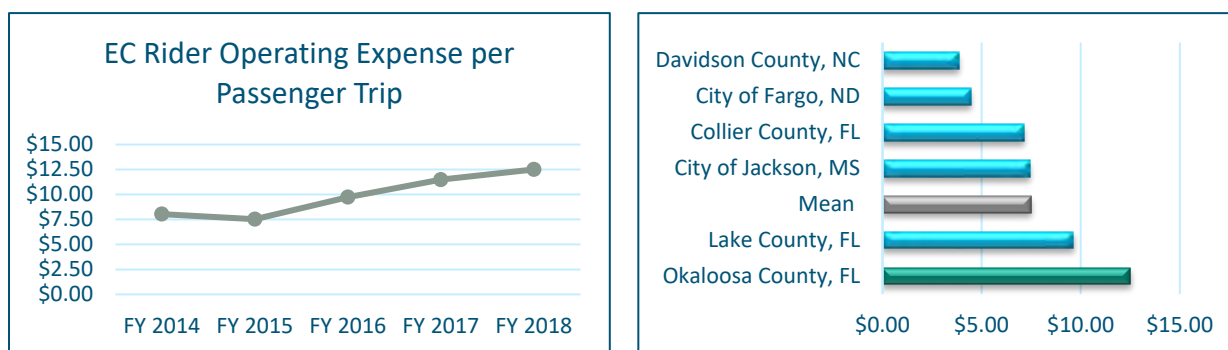 EC Rider Operating Expense per
Passenger Trip
$15.00
$12.50
$10.00
$7.50
$5.00
$2.50
$0.00
FY 2014 FY 2015 FY 2016 FY 2017 FY 2018
Davidson County, NC
City of Fargo, ND
Collier County, FL
City of Jackson, MS
Mean
Lake County, FL
Okaloosa County, FL
$0.00 $5.00 $10.00 $15.00